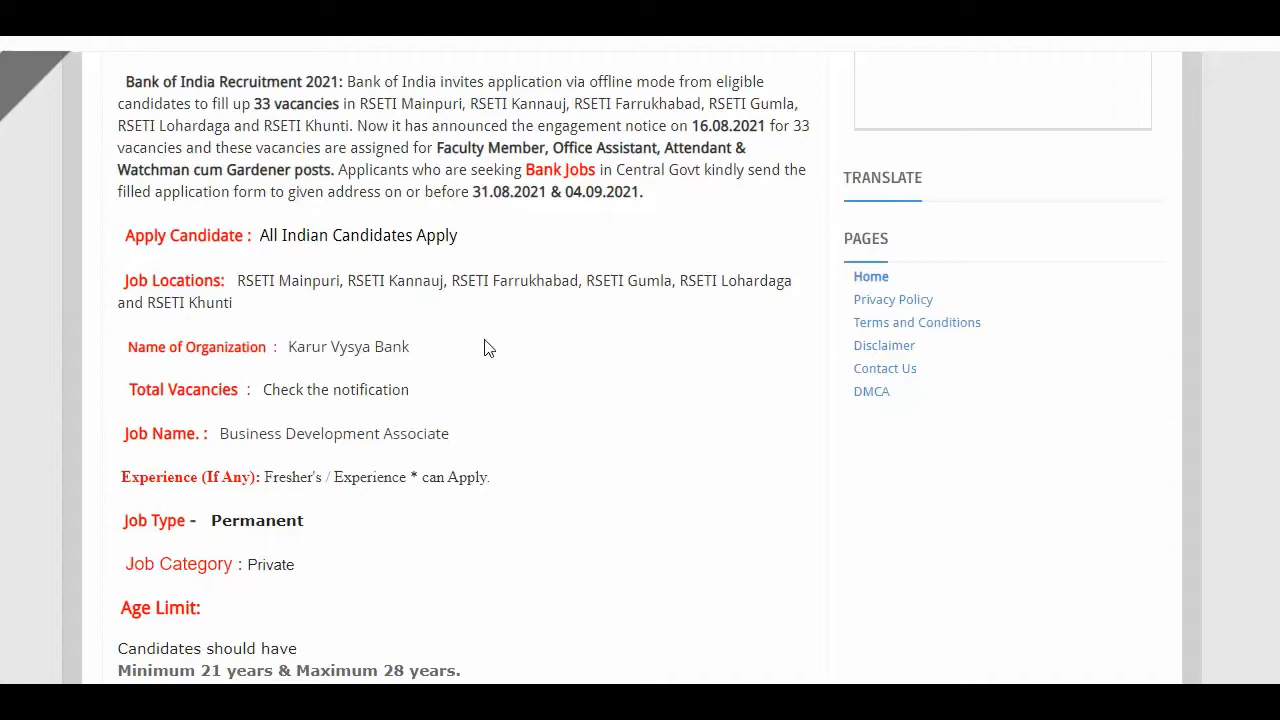 Bank of India Recruitment 2021: Bank of India invites application via offline mode from eligible
candidates to fill up 33 vacancies in RSETI Mainpuri, RSETI Kannauj, RSETI Farrukhabad, RSETI Gumla,
RSETI Lohardaga and RSETI Khunti. Now it has announced the engagement notice on 16.08.2021 for 33
vacancies and these vacancies are assigned for Faculty Member, Office Assistant, Attendant &
Watchman cum Gardener posts. Applicants who are seeking Bank Jobs in Central Govt kindly send the
filled application form to given address on or before 31.08.2021 & 04.09.2021.
Apply Candidate : All Indian Candidates Apply
Job Locations: RSETI Mainpuri, RSETI Kannauj, RSETI Farrukhabad, RSETI Gumla, RSETI Lohardaga
and RSETI Khunti
Name of Organization : Karur Vysya Bank
Total Vacancies : Check the notification
Job Name. : Business Development Associate
Experience (If Any): Fresher's / Experience * can Apply.
Job Type - Permanent
Job Category : Private
Age Limit:
Candidates should have
Minimum 21 years & Maximum 28 years.
TRANSLATE
PAGES
Home
Privacy Policy
Terms and Conditions
Disclaimer
Contact Us
DMCA